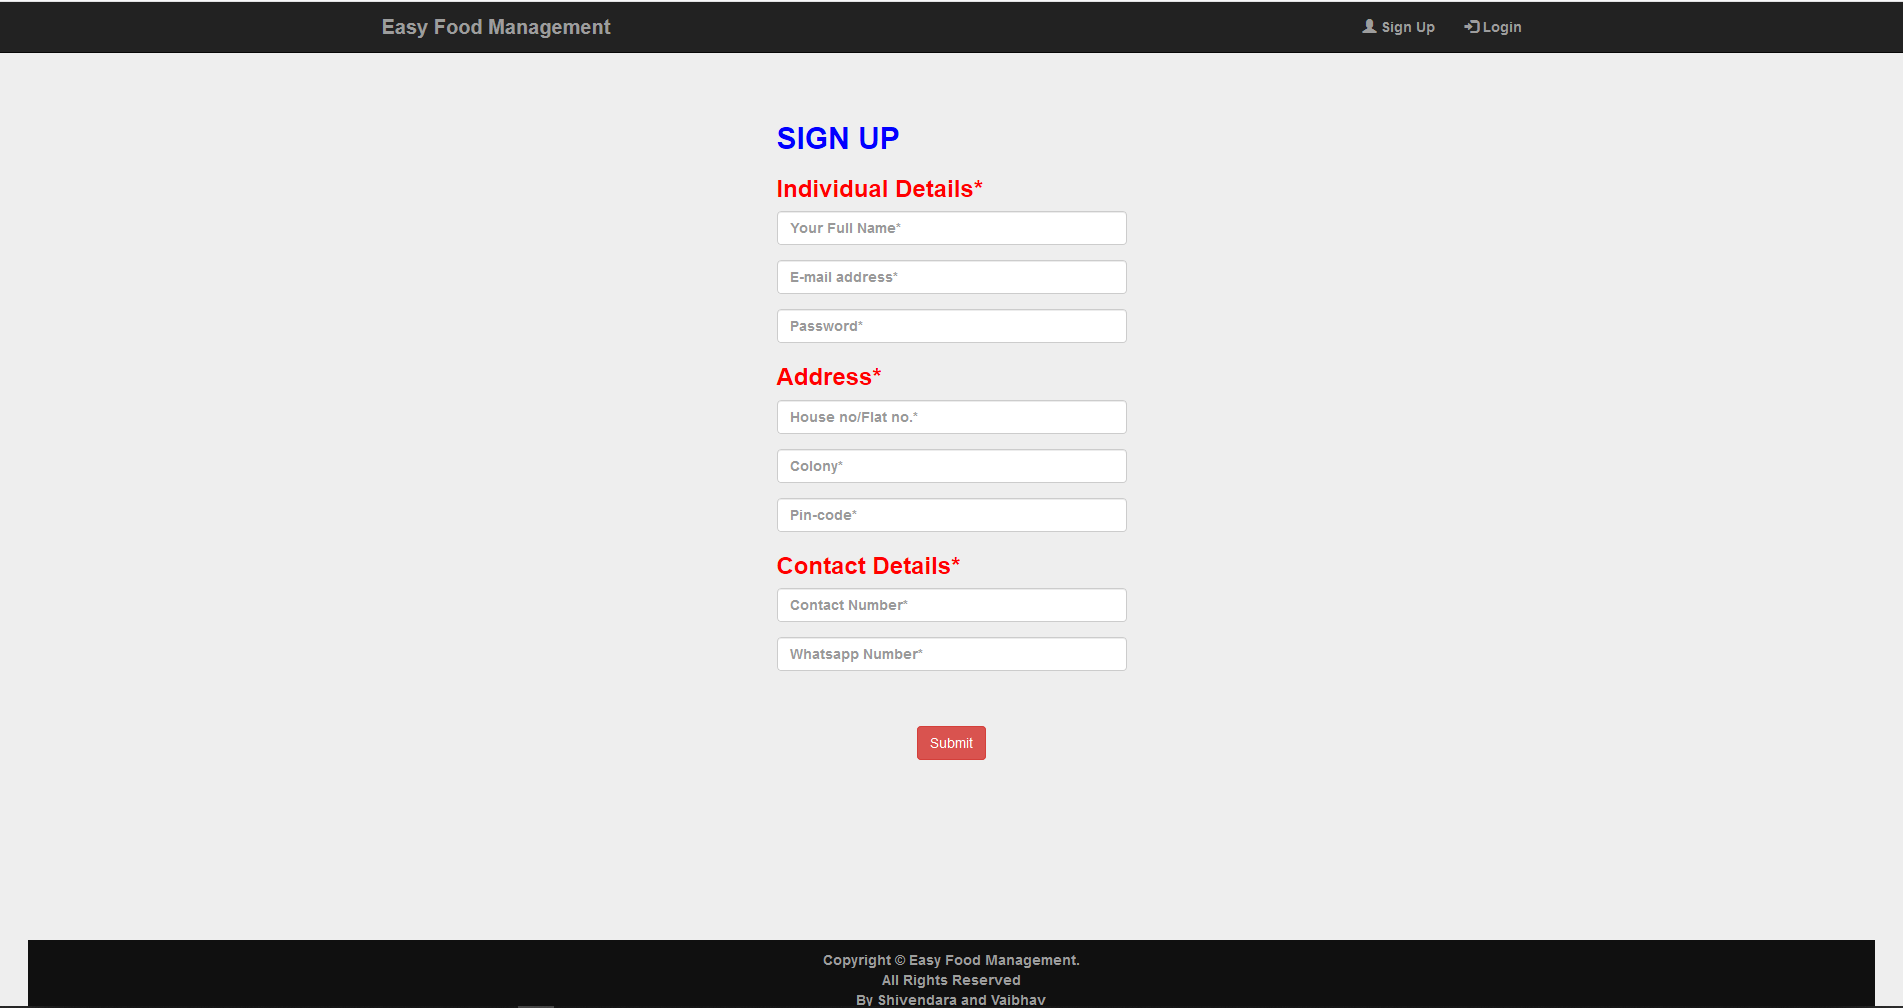 Easy Food Management
Sign Up
Login
SIGN UP
Individual Details*
Your Full Name*
E-mail address*
Password*
Address*
House no/Flat no.*
Colony*
Pin-code*
Contact Details*
Contact Number*
Whatsapp Number*
Submit
Copyright © Easy Food Management.
All Rights Reserved
By Shivendara and Vaibhav